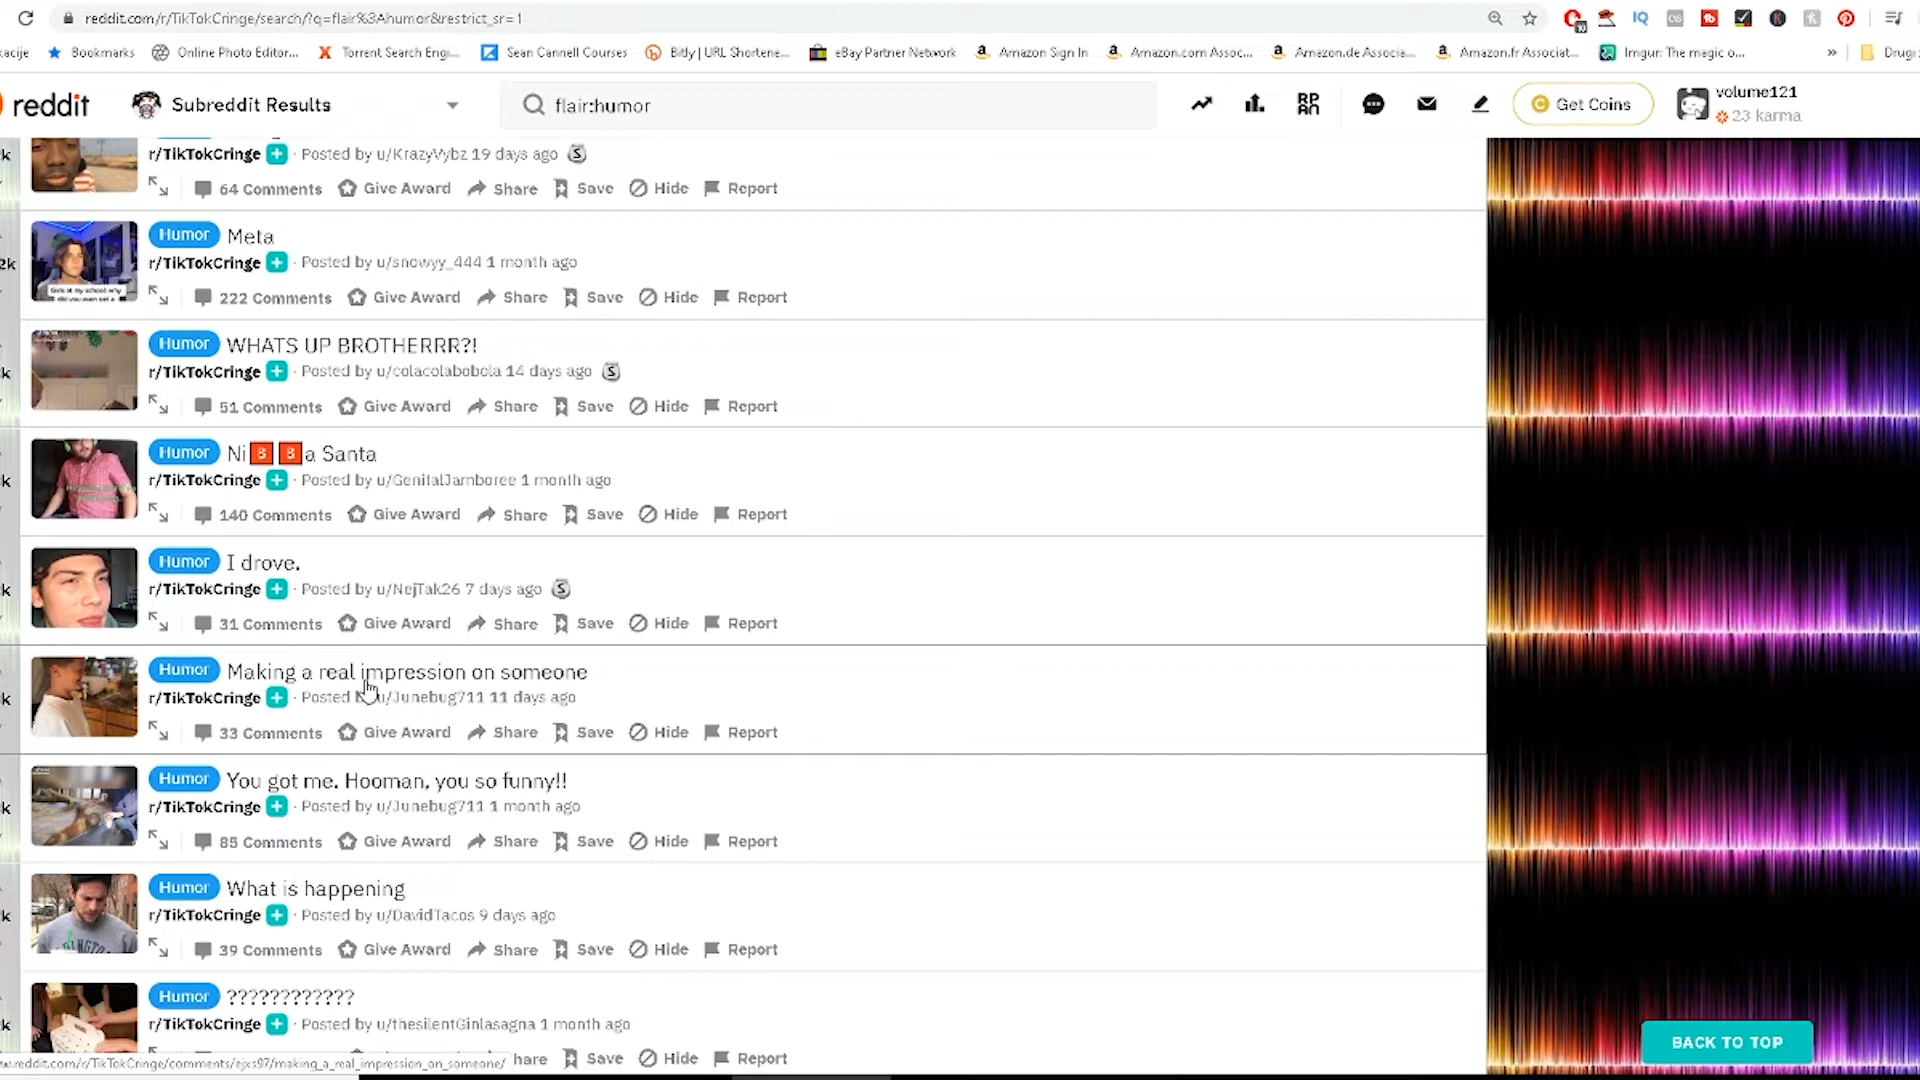 reddit.com/r/TikTokCringe/search/?q=flair%3Ahumor&restrict_sr=1
acije Bookmarks Online Photo Editor... Torrent Search Engi... Sean Cannell Courses Bitly | URL Shortene... eBay Partner Network Amazon Sign In Amazon.com Assoc... Amazon.de Associa... Amazon.fr Associat... Imgur: The magic o... » Drugi
reddit Subreddit Results flair:humor Get Coins volume121
23 karma
r/TikTokCringe · Posted by u/KrazyVybz 19 days ago
64 Comments Give Award Share Save Hide Report
Humor Meta
r/TikTokCringe · Posted by u/snowyy_444 1 month ago
222 Comments Give Award Share Save Hide Report
Humor WHATS UP BROTHERRR?!
r/TikTokCringe · Posted by u/colacolabobola 14 days ago
51 Comments Give Award Share Save Hide Report
Humor Ni🅱🅱a Santa
r/TikTokCringe · Posted by u/GenitalJamboree 1 month ago
140 Comments Give Award Share Save Hide Report
Humor I drove.
r/TikTokCringe · Posted by u/NejTak26 7 days ago
31 Comments Give Award Share Save Hide Report
Humor Making a real impression on someone
r/TikTokCringe · Posted by u/Junebug711 11 days ago
33 Comments Give Award Share Save Hide Report
Humor You got me. Hooman, you so funny!!
r/TikTokCringe · Posted by u/Junebug711 1 month ago
85 Comments Give Award Share Save Hide Report
Humor What is happening
r/TikTokCringe · Posted by u/DavidTacos 9 days ago
39 Comments Give Award Share Save Hide Report
Humor ????????????
r/TikTokCringe · Posted by u/thesilentGinlasagna 1 month ago
hare Save Hide Report
BACK TO TOP
w.reddit.com/r/TikTokCringe/comments/ejxs97/making_a_real_impression_on_someone/